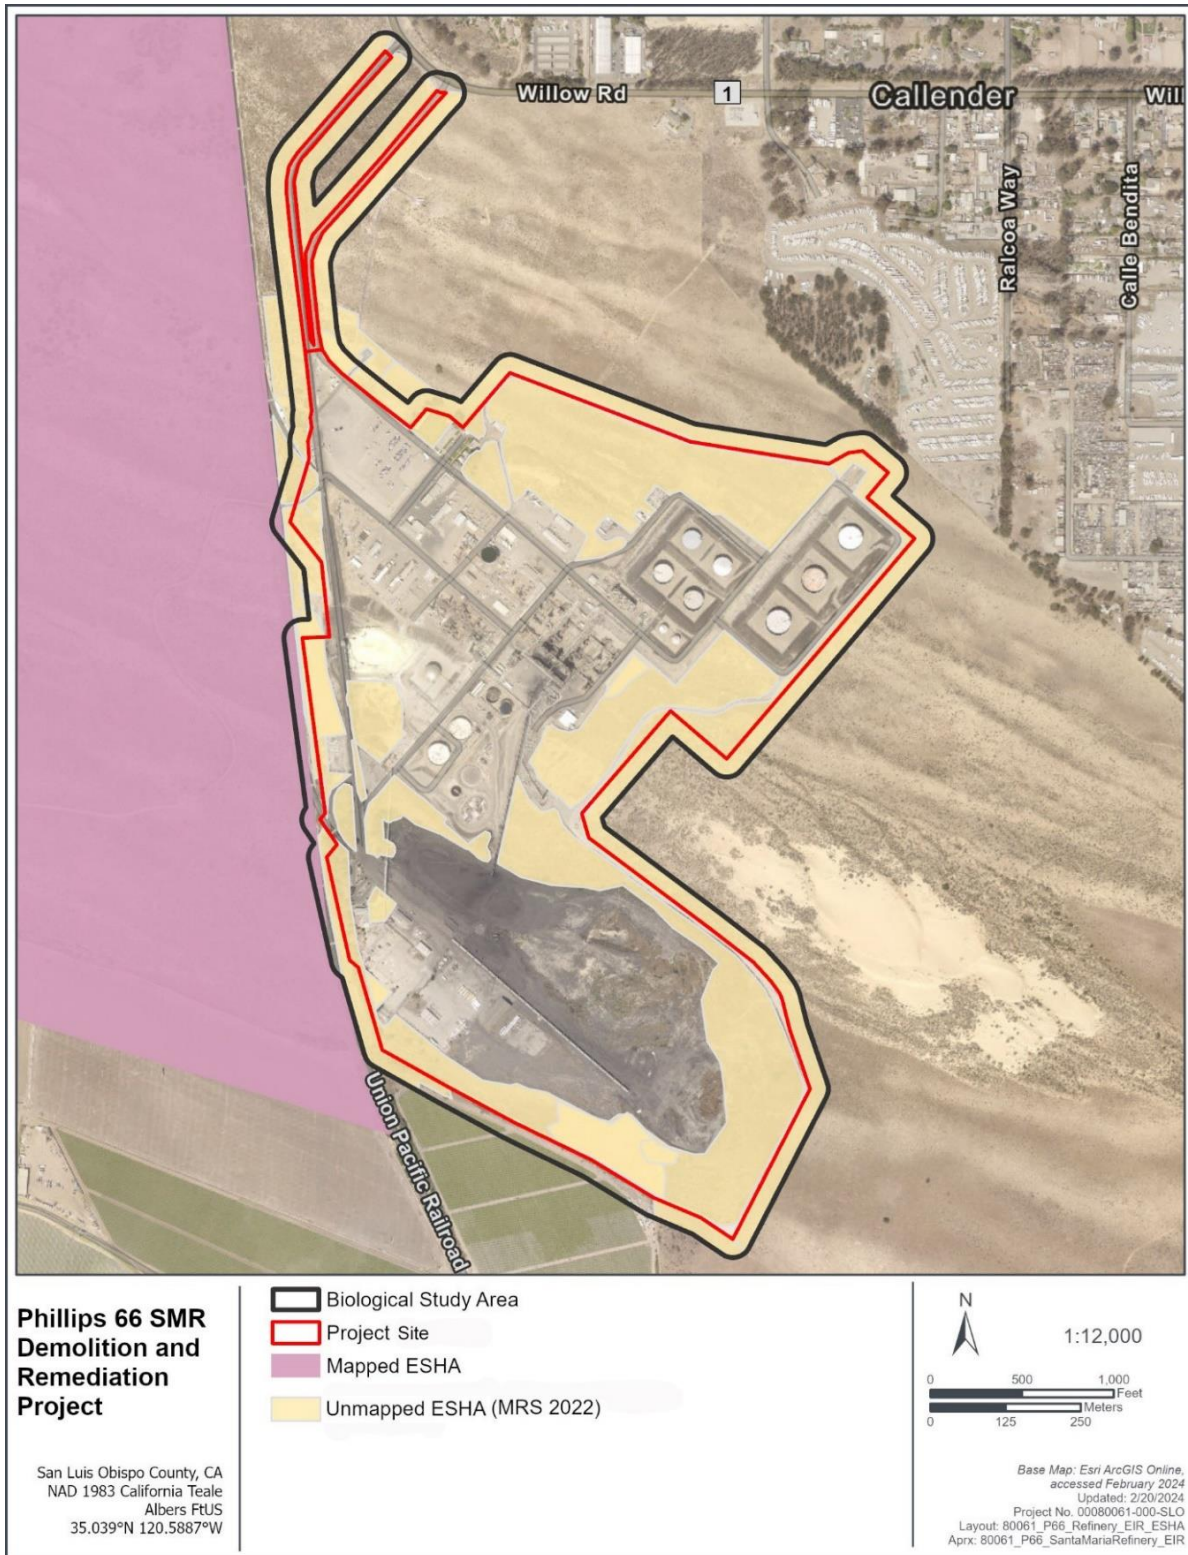 Willow Rd
1
Callender
Will
Ralcoa Way
Calle Bendita
Union Pacific Railroad
Phillips 66 SMR
Demolition and
Remediation
Project
San Luis Obispo County, CA
NAD 1983 California Teale
Albers FtUS
35.039°N 120.5887°W
Biological Study Area
Project Site
Mapped ESHA
Unmapped ESHA (MRS 2022)
N
1:12,000
0 500 1,000
Feet
Meters
0 125 250
Base Map: Esri ArcGIS Online,
accessed February 2024
Updated: 2/20/2024
Project No. 00080061-000-SLO
Layout: 80061_P66_Refinery_EIR_ESHA
Aprx: 80061_P66_SantaMariaRefinery_EIR